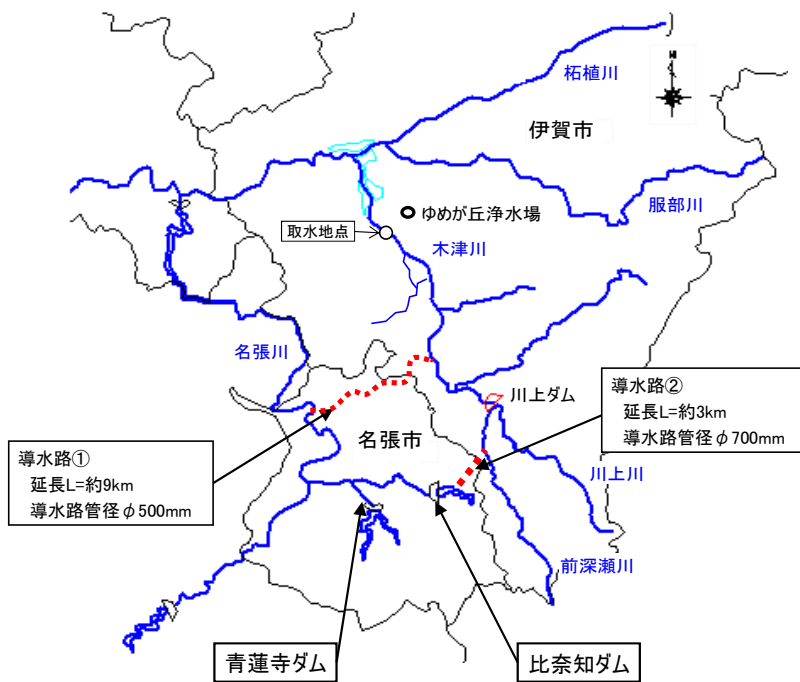 柘植川
伊賀市
服部川
ゆめが丘浄水場
取水地点
木津川
名張川
川上ダム
導水路②
延長L=約3km
導水路管径φ700mm
名張市
導水路①
延長L=約9km
導水路管径φ500mm
川上川
前深瀬川
青蓮寺ダム
比奈知ダム